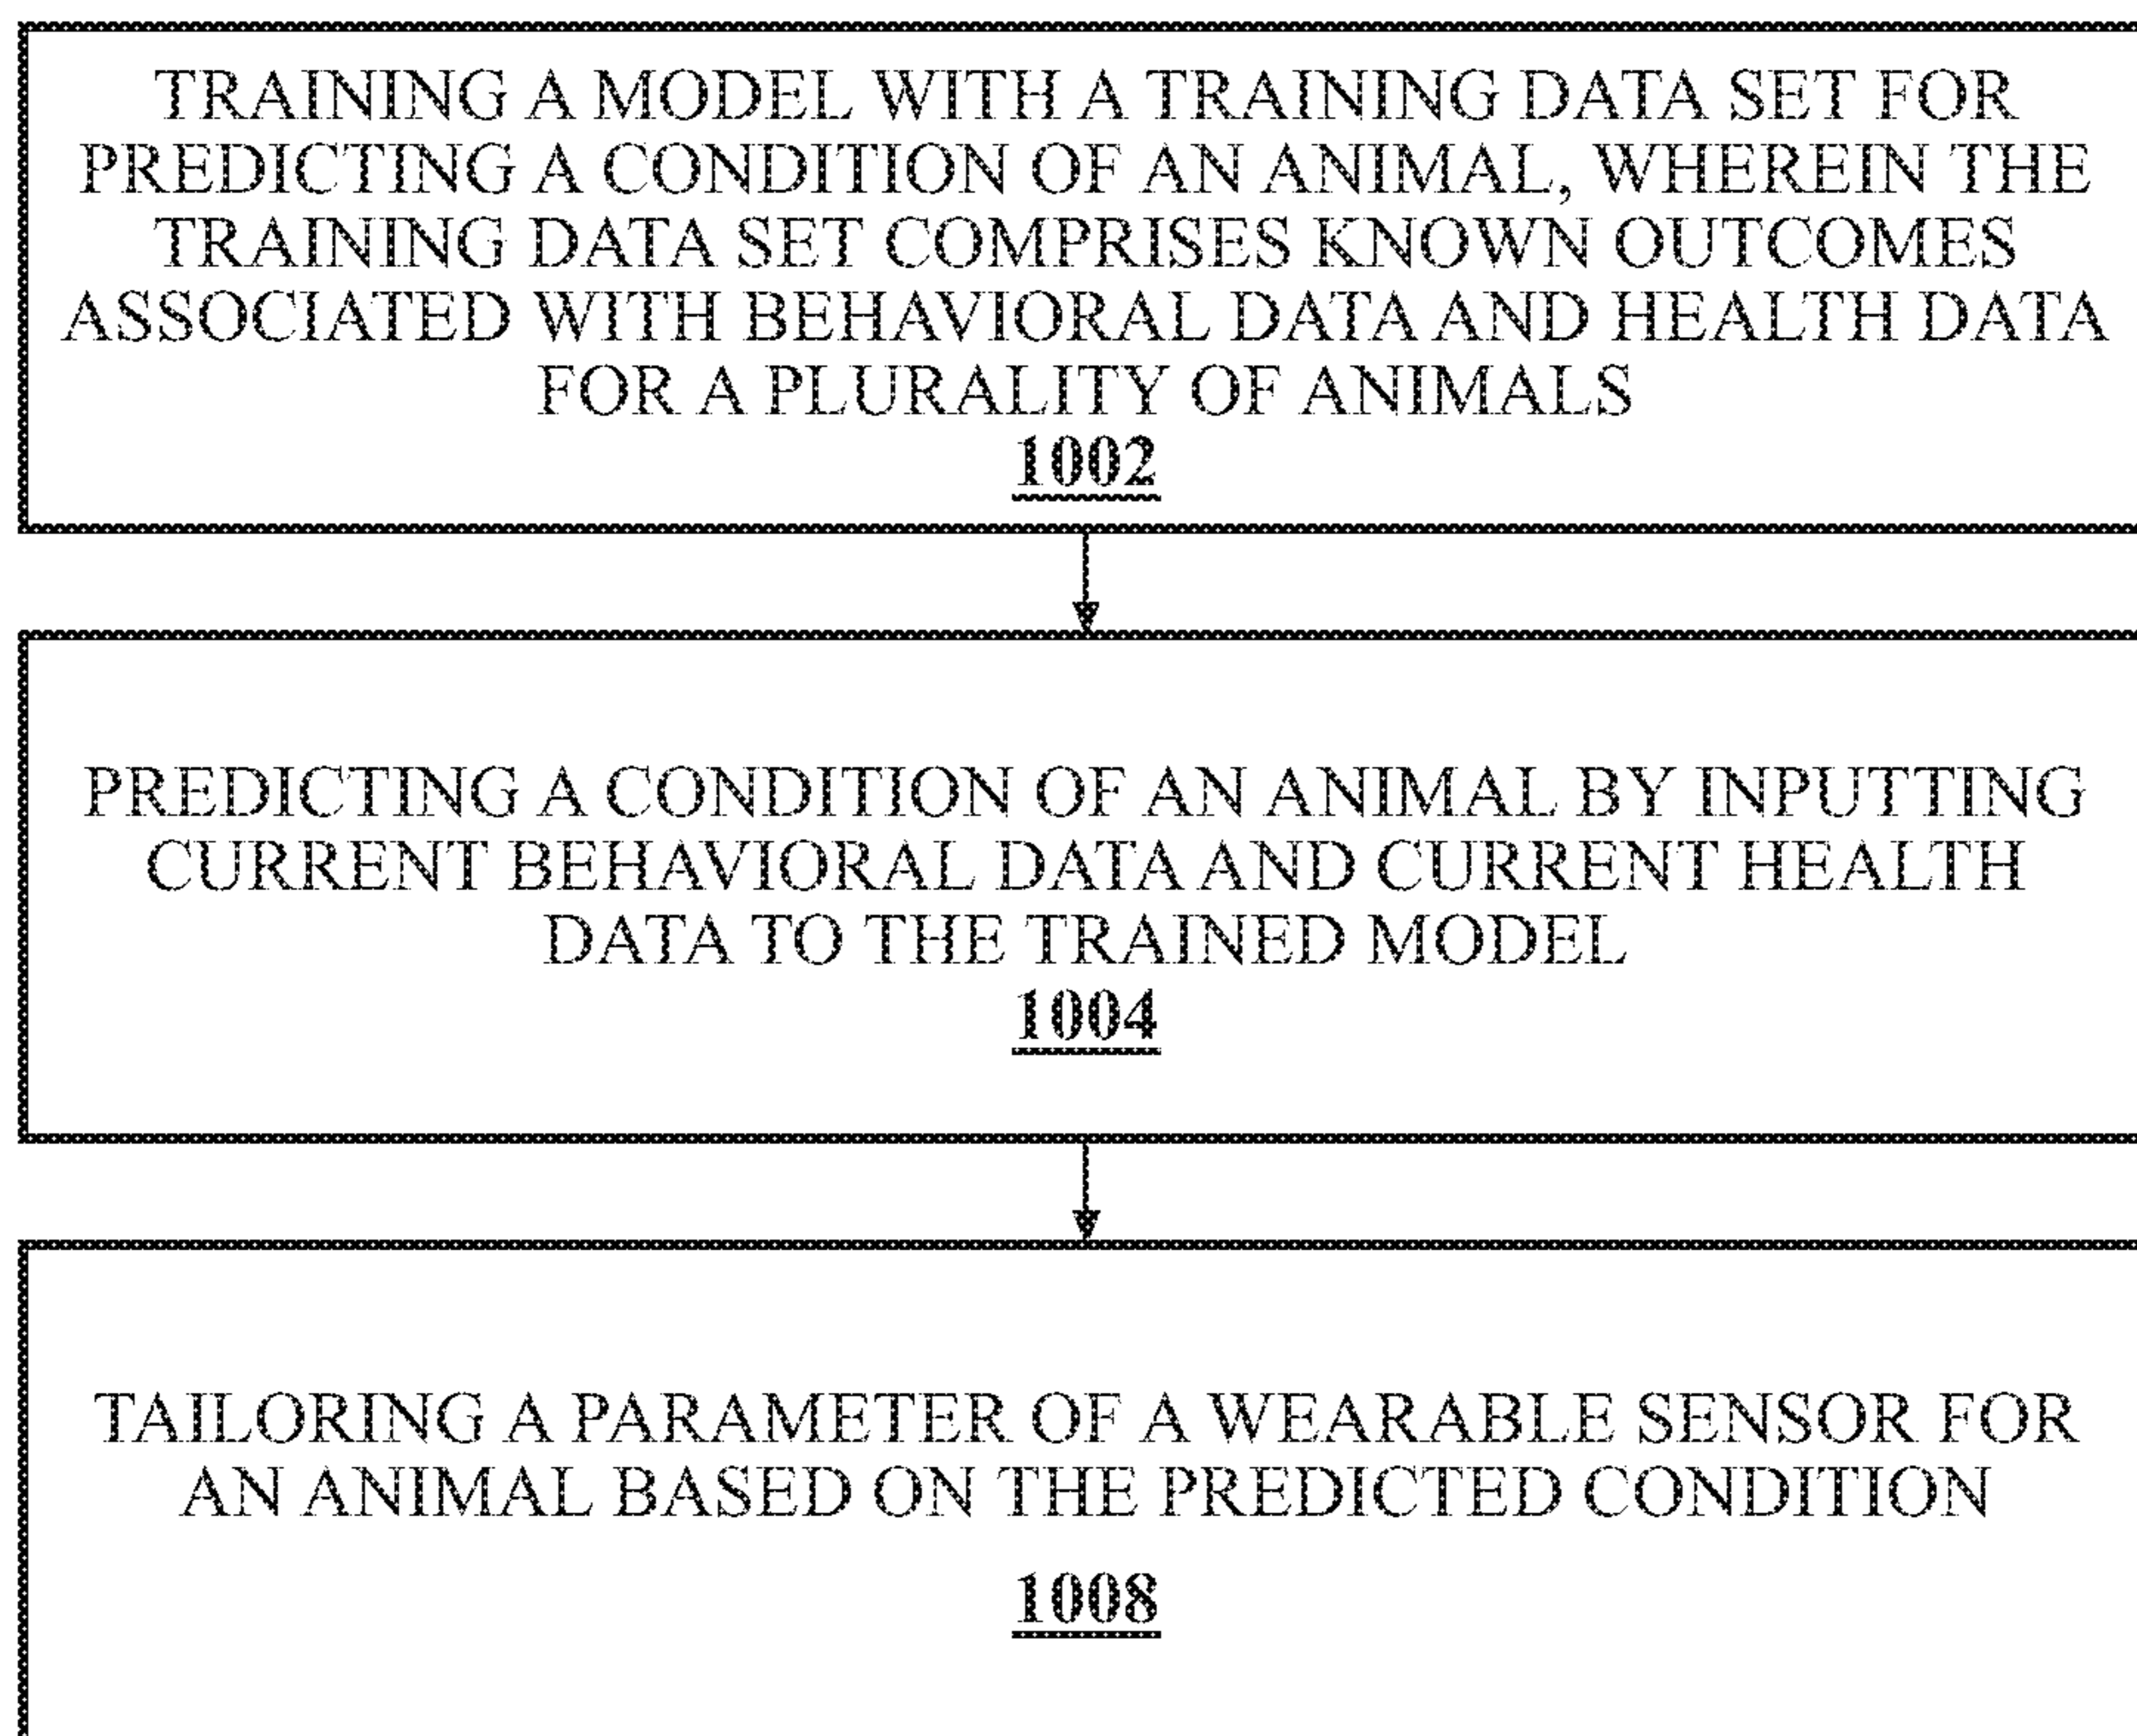 TRAINING A MODEL WITH A TRAINING DATA SET FOR
PREDICTING A CONDITION OF AN ANIMAL, WHEREIN THE
TRAINING DATA SET COMPRISES KNOWN OUTCOMES
ASSOCIATED WITH BEHAVIORAL DATA AND HEALTH DATA
FOR A PLURALITY OF ANIMALS
1002
PREDICTING A CONDITION OF AN ANIMAL BY INPUTTING
CURRENT BEHAVIORAL DATA AND CURRENT HEALTH
DATA TO THE TRAINED MODEL
1004
TAILORING A PARAMETER OF A WEARABLE SENSOR FOR
AN ANIMAL BASED ON THE PREDICTED CONDITION
1008